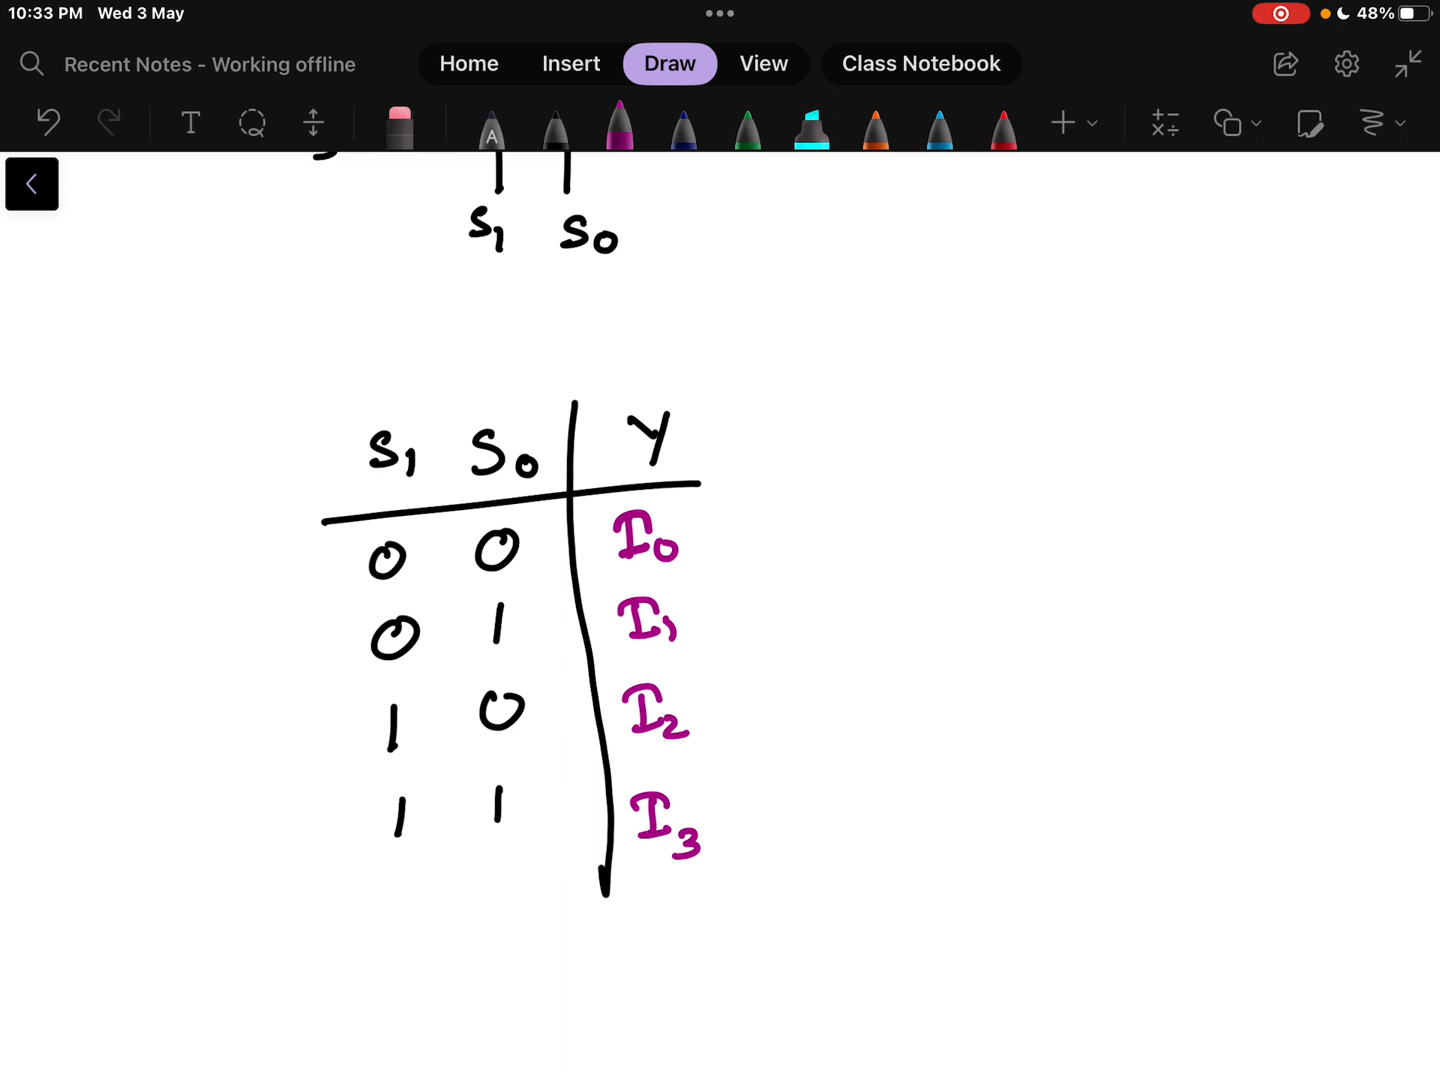 10:33 PM Wed 3 May
48%
Recent Notes - Working offline
Home Insert Draw View Class Notebook
T
A
S1 S0
S1 S0 Y
0 0 I0
0 1 I1
1 0 I2
1 1 I3